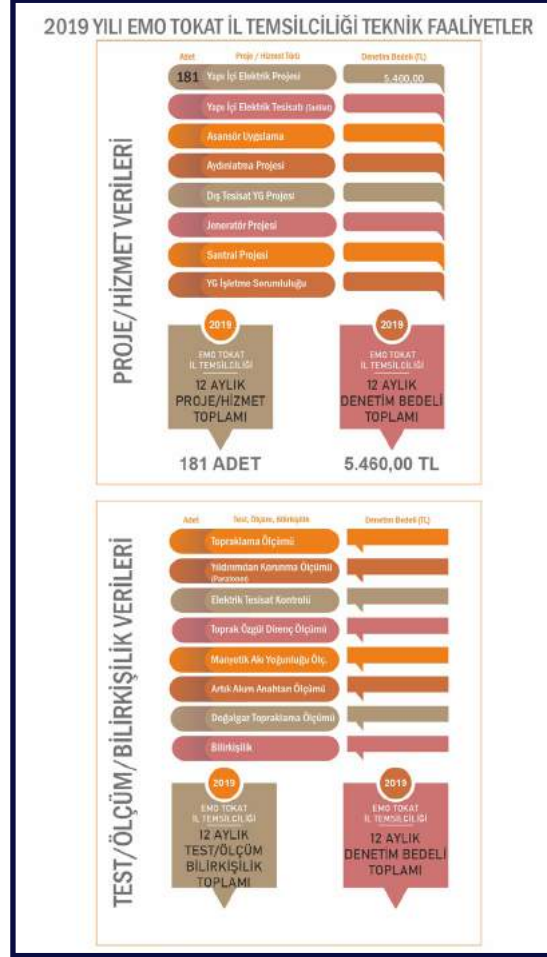 2019 YILI EMO TOKAT İL TEMSİLCİLİĞİ TEKNİK FAALİYETLER
PROJE/HİZMET VERİLERİ
Adet Proje / Hizmet Türü Denetim Bedeli (TL)
181 Yapı İçi Elektrik Projesi 5.460,00
Yapı İçi Elektrik Tesisatı (Tadilat)
Asansör Uygulama
Aydınlatma Projesi
Dış Tesisat YG Projesi
Jeneratör Projesi
Santral Projesi
YG İşletme Sorumluluğu
2019
EMO TOKAT
İL TEMSİLCİLİĞİ
12 AYLIK
PROJE/HİZMET
TOPLAMI
181 ADET
2019
EMO TOKAT
İL TEMSİLCİLİĞİ
12 AYLIK
DENETİM BEDELİ
TOPLAMI
5.460,00 TL
TEST/ÖLÇÜM/BİLİRKİŞİLİK VERİLERİ
Adet Test, Ölçüm, Bilirkişilik Denetim Bedeli (TL)
Topraklama Ölçümü
Yıldırımdan Korunma Ölçümü
(Paratoner)
Elektrik Tesisat Kontrolü
Toprak Özgül Direnç Ölçümü
Manyetik Akı Yoğunluğu Ölç.
Artık Akım Anahtarı Ölçümü
Doğalgaz Topraklama Ölçümü
Bilirkişilik
2019
EMO TOKAT
İL TEMSİLCİLİĞİ
12 AYLIK
TEST/ÖLÇÜM
BİLİRKİŞİLİK
TOPLAMI
2019
EMO TOKAT
İL TEMSİLCİLİĞİ
12 AYLIK
DENETİM BEDELİ
TOPLAMI